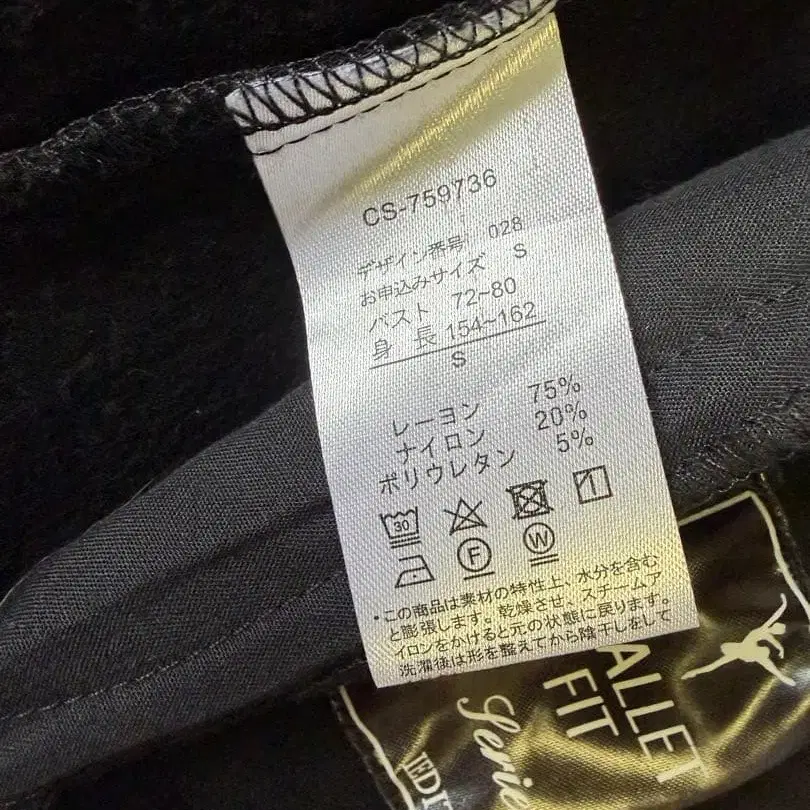 CS-759736
デザイン番号 028
お申込みサイズ S
バスト 72~80
身 長 154~162
S
レーヨン 75%
ナイロン 20%
ポリウレタン 5%
30
F
W
•この商品は素材の特性上、水分を含む
と膨張します。乾燥させ、スチームア
イロンをかけると元の状態に戻ります。
洗濯後は形を整えてから陰干しをして
ALLET
FIT
Serie
EDI